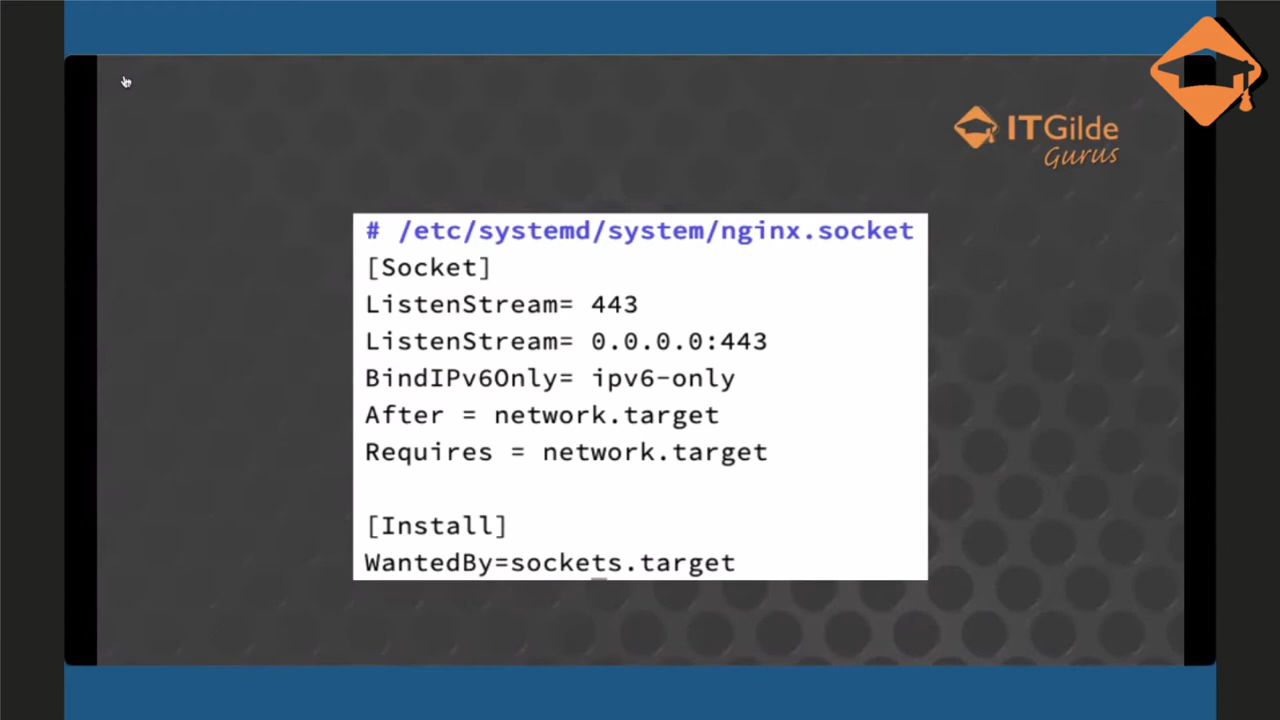 ITGilde
Gurus
# /etc/systemd/system/nginx.socket
[Socket]
ListenStream= 443
ListenStream= 0.0.0.0:443
BindIPv6Only= ipv6-only
After = network.target
Requires = network.target
[Install]
WantedBy=sockets.target